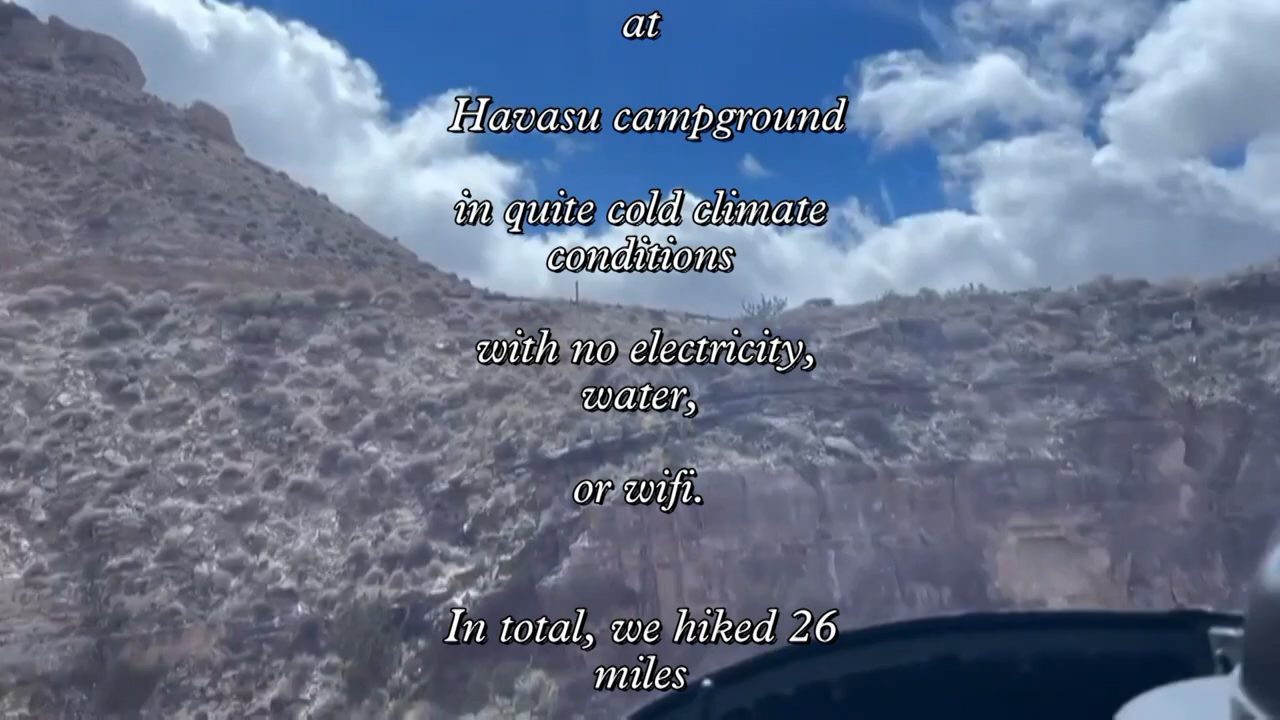 at
Havasu campground
in quite cold climate
conditions
with no electricity,
water,
or wifi.
In total, we hiked 26
miles